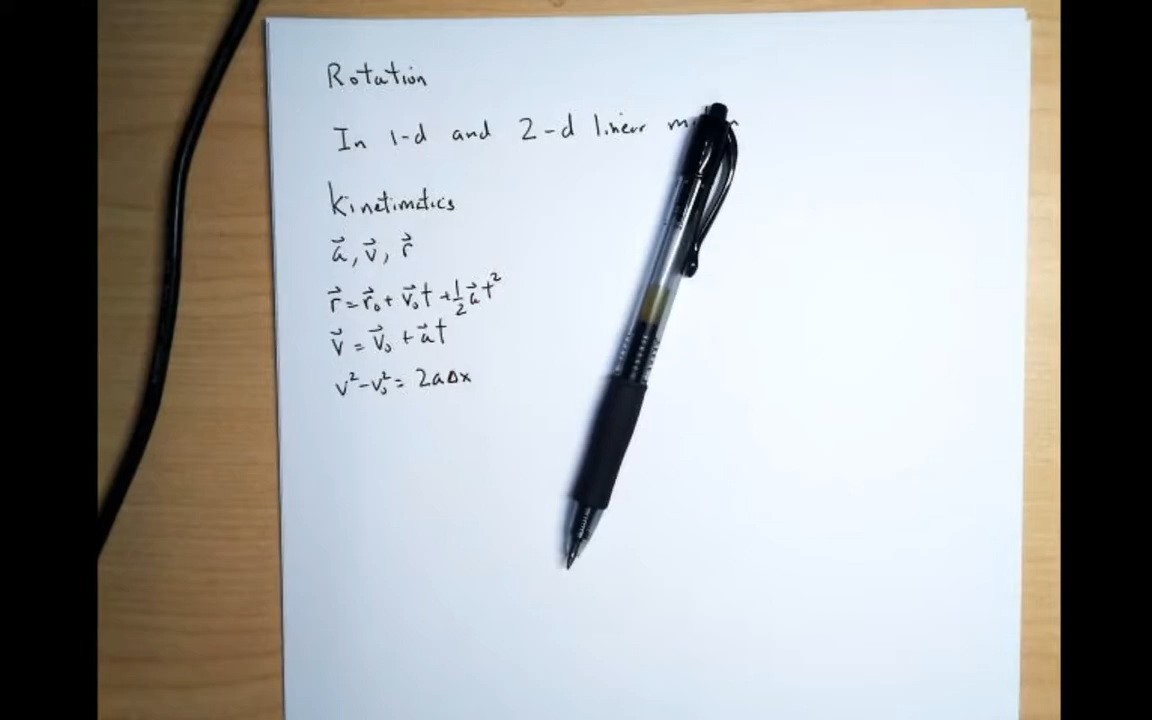 Rotation
In 1-d and 2-d linear
Kinetimatics
a⃗, v⃗, r⃗
r⃗ = r⃗₀ + v⃗₀t + ½a⃗t²
v⃗ = v⃗₀ + a⃗t
v² - v₀² = 2aΔx